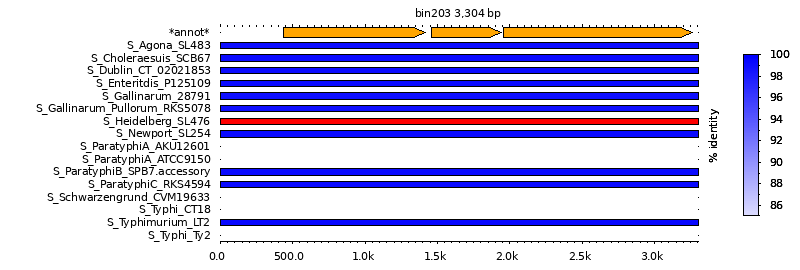 bin203 3,304 bp
*annot*
S_Agona_SL483
S_Choleraesuis_SCB67
S_Dublin_CT_02021853
S_Enteritdis_P125109
S_Gallinarum_28791
S_Gallinarum_Pullorum_RKS5078
S_Heidelberg_SL476
S_Newport_SL254
S_ParatyphiA_AKU12601
S_ParatyphiA_ATCC9150
S_ParatyphiB_SPB7.accessory
S_ParatyphiC_RKS4594
S_Schwarzengrund_CVM19633
S_Typhi_CT18
S_Typhimurium_LT2
S_Typhi_Ty2
0.0 500.0 1.0k 1.5k 2.0k 2.5k 3.0k
% identity
100
98
96
94
92
90
88
86